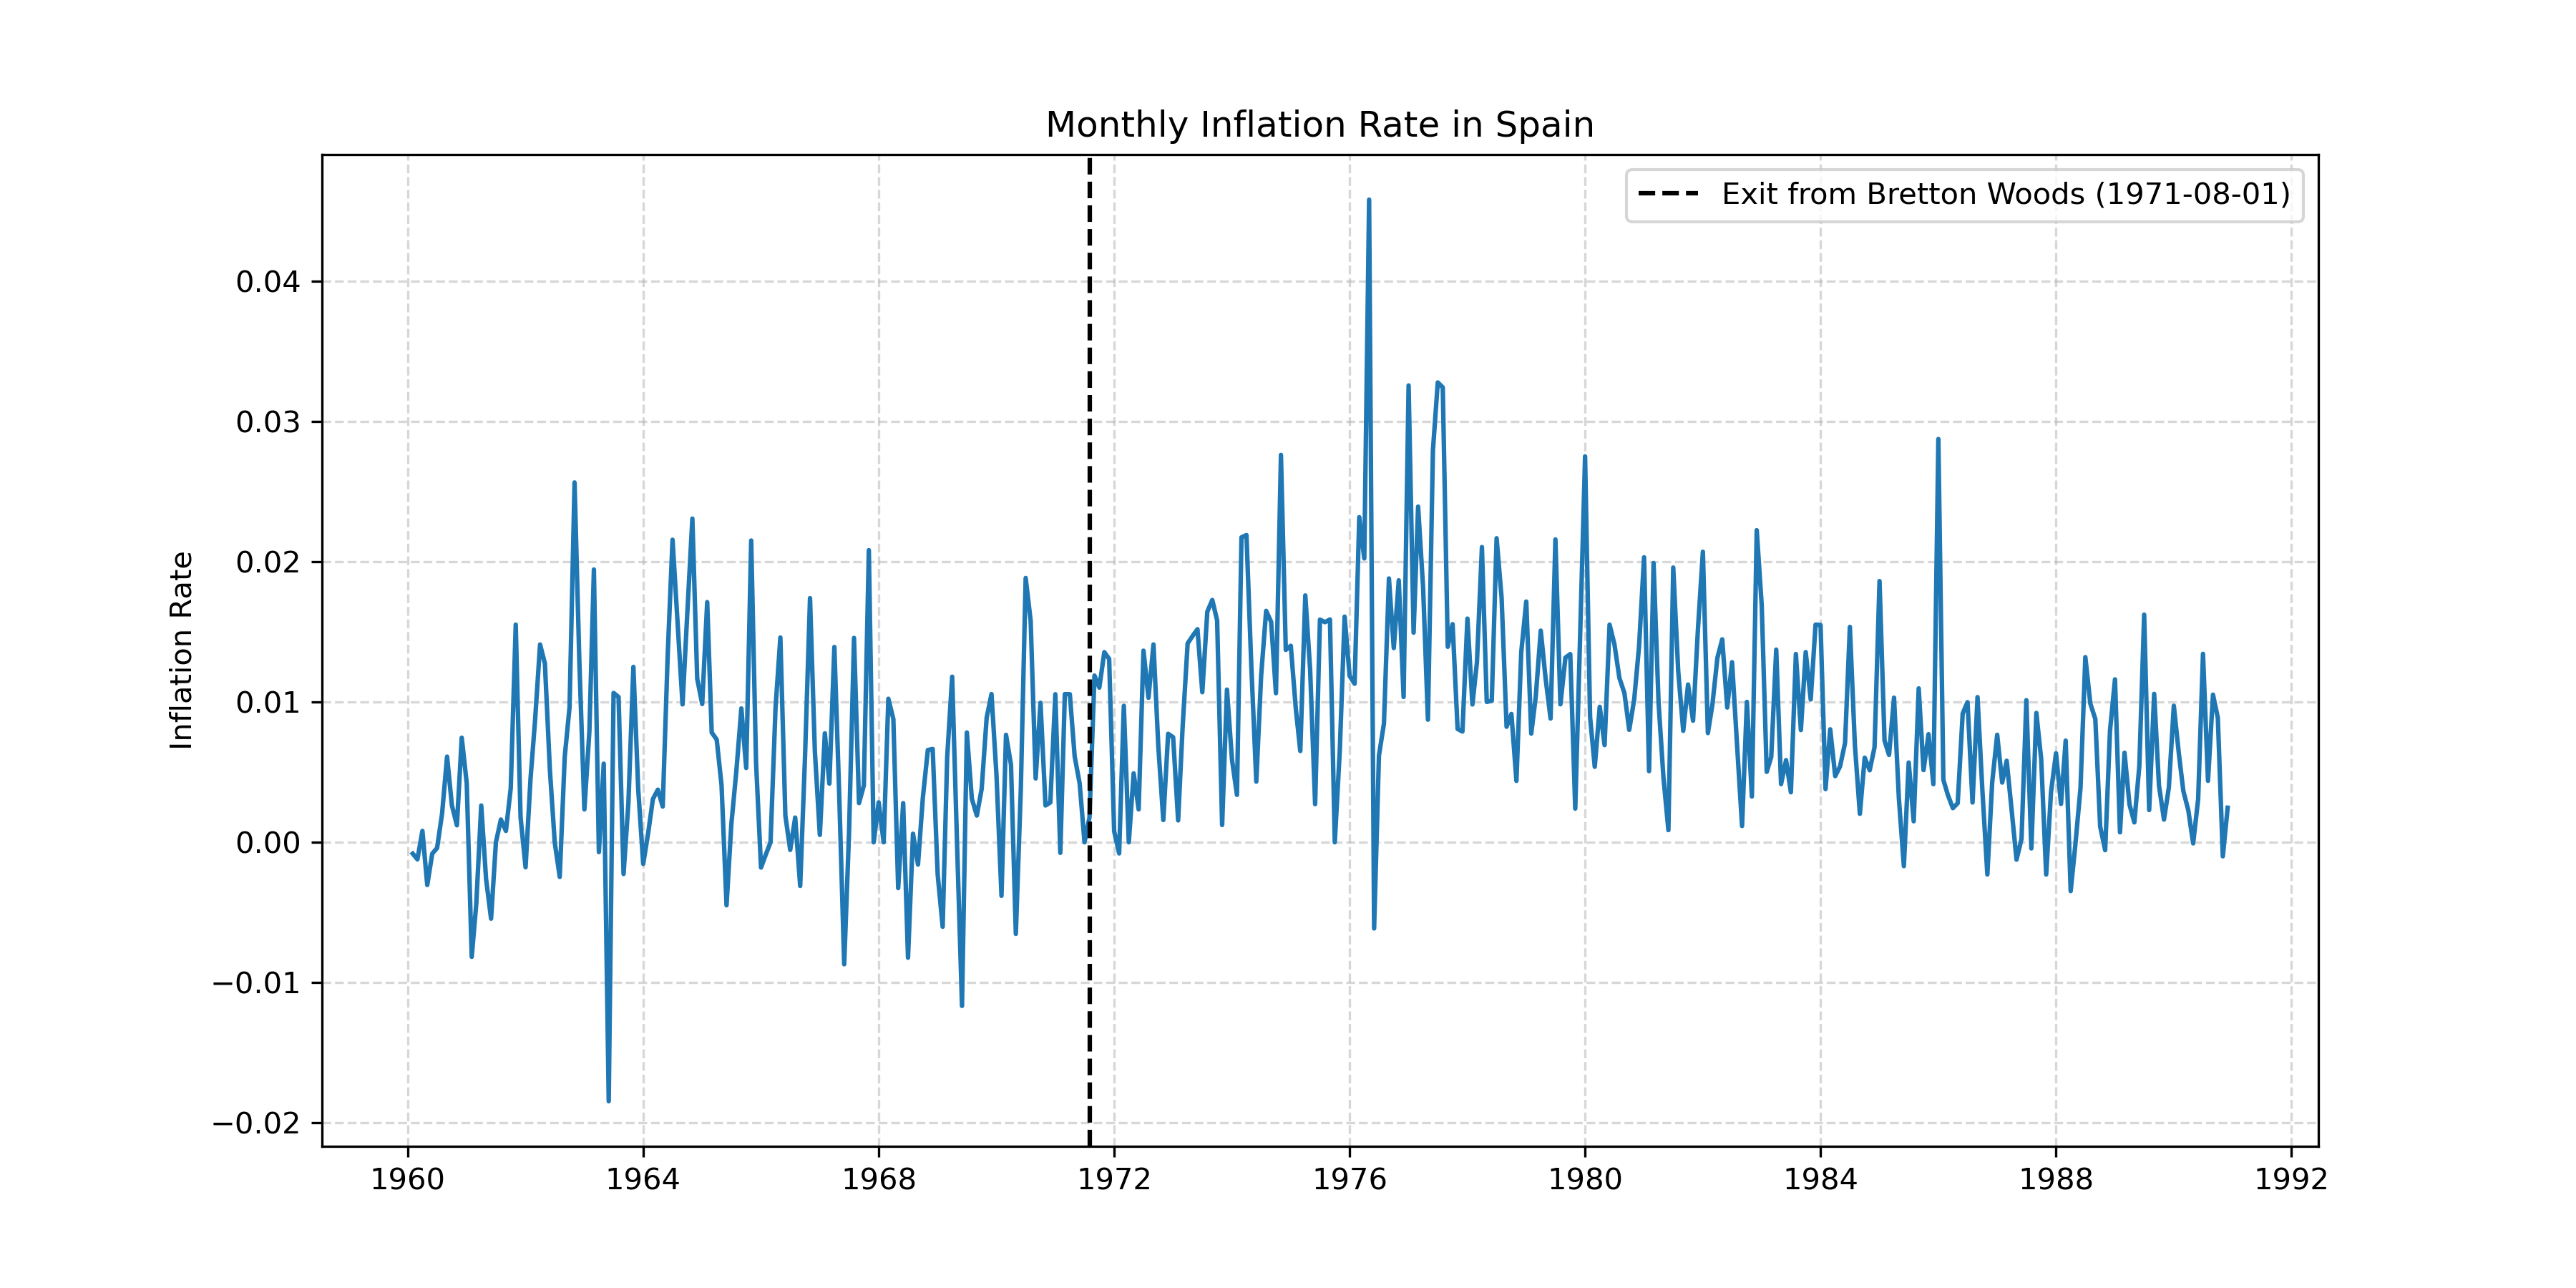 Monthly Inflation Rate in Spain
Exit from Bretton Woods (1971-08-01)
Inflation Rate
0.04
0.03
0.02
0.01
0.00
−0.01
−0.02
1960 1964 1968 1972 1976 1980 1984 1988 1992